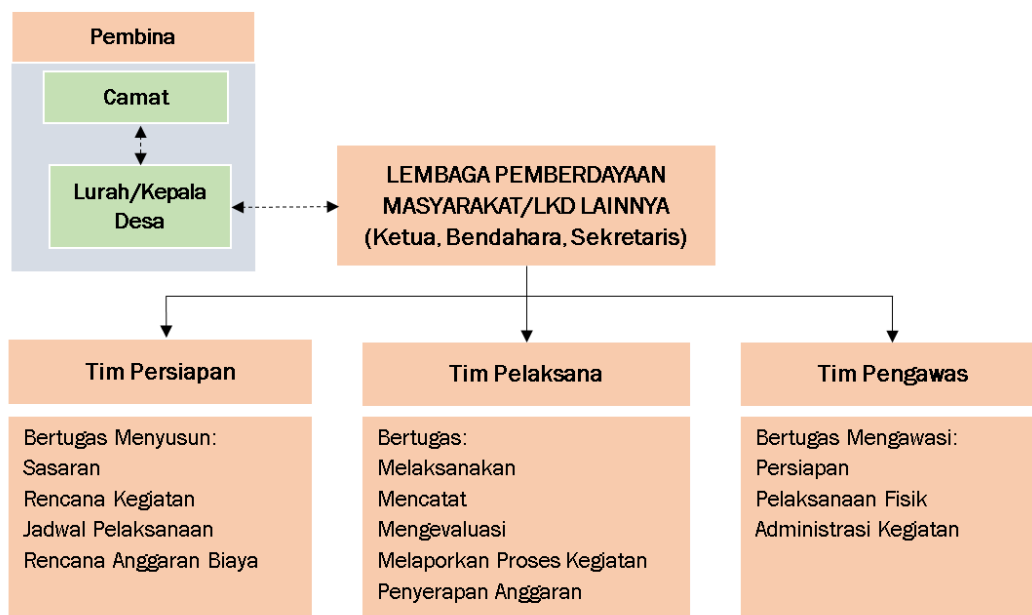 Pembina
Camat
Lurah/Kepala
Desa
LEMBAGA PEMBERDAYAAN
MASYARAKAT/LKD LAINNYA
(Ketua, Bendahara, Sekretaris)
Tim Persiapan
Bertugas Menyusun:
Sasaran
Rencana Kegiatan
Jadwal Pelaksanaan
Rencana Anggaran Biaya
Tim Pelaksana
Bertugas:
Melaksanakan
Mencatat
Mengevaluasi
Melaporkan Proses Kegiatan
Penyerapan Anggaran
Tim Pengawas
Bertugas Mengawasi:
Persiapan
Pelaksanaan Fisik
Administrasi Kegiatan